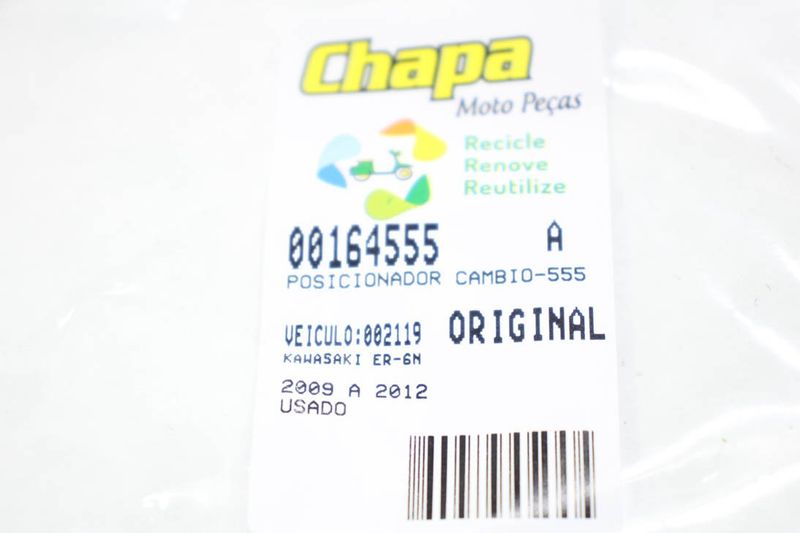 Chapa
Moto Peças
Recicle
Renove
Reutilize
00164555 A
POSICIONADOR CAMBIO-555
VEICULO:002119 ORIGINAL
KAWASAKI ER-6N
2009 A 2012
USADO